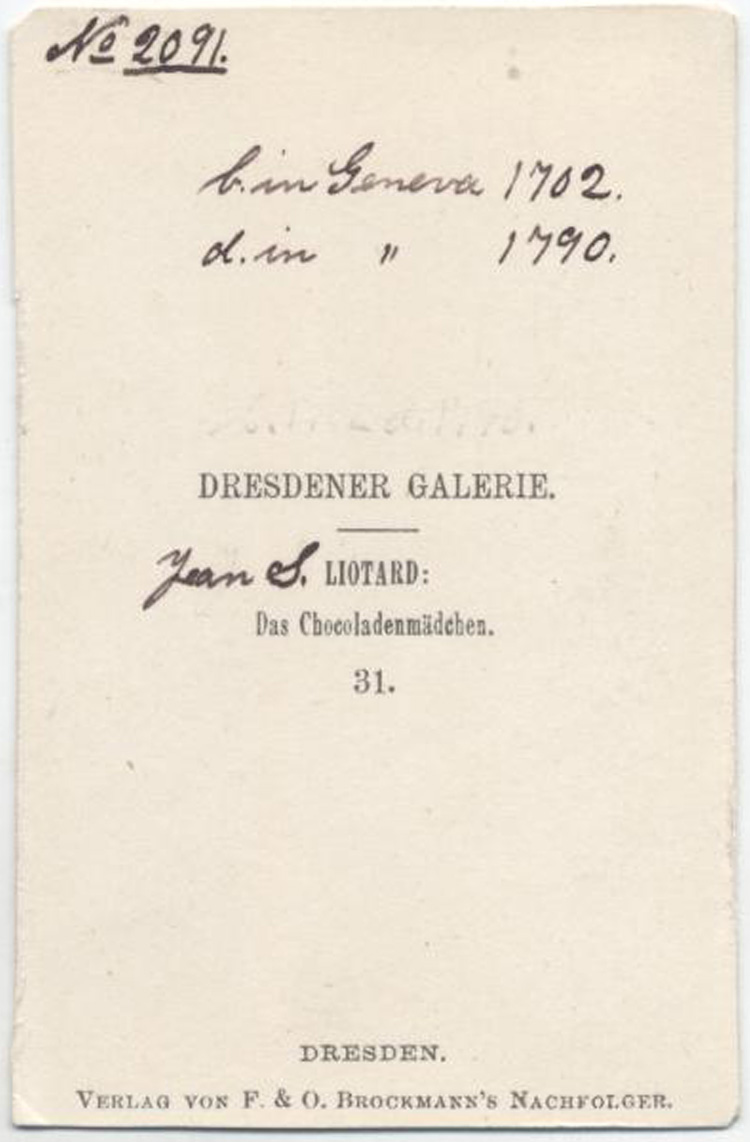 No 2091.
b. in Geneva 1702.
d. in " 1790.
DRESDENER GALERIE.
Jean S. LIOTARD:
Das Chocoladenmädchen.
31.
DRESDEN.
VERLAG VON F. & O. BROCKMANN'S NACHFOLGER.